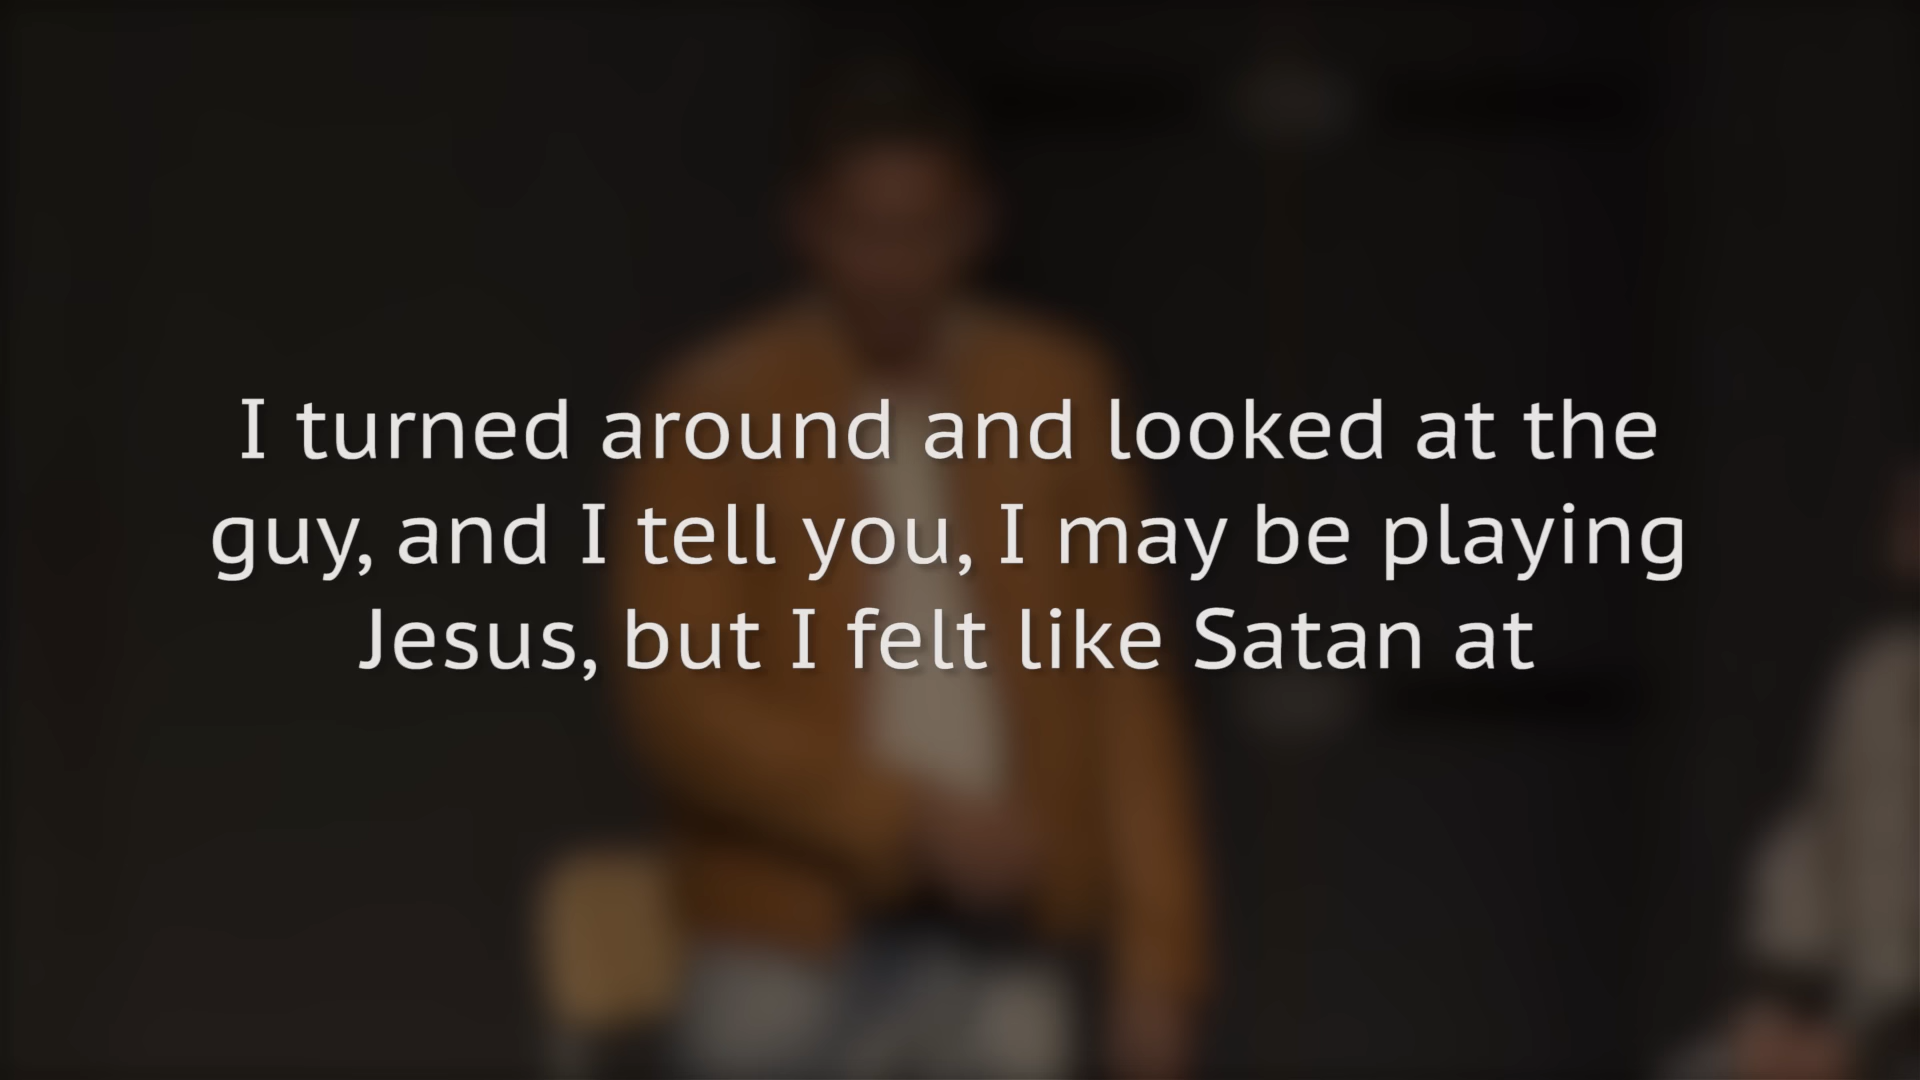 I turned around and looked at the
guy, and I tell you, I may be playing
Jesus, but I felt like Satan at